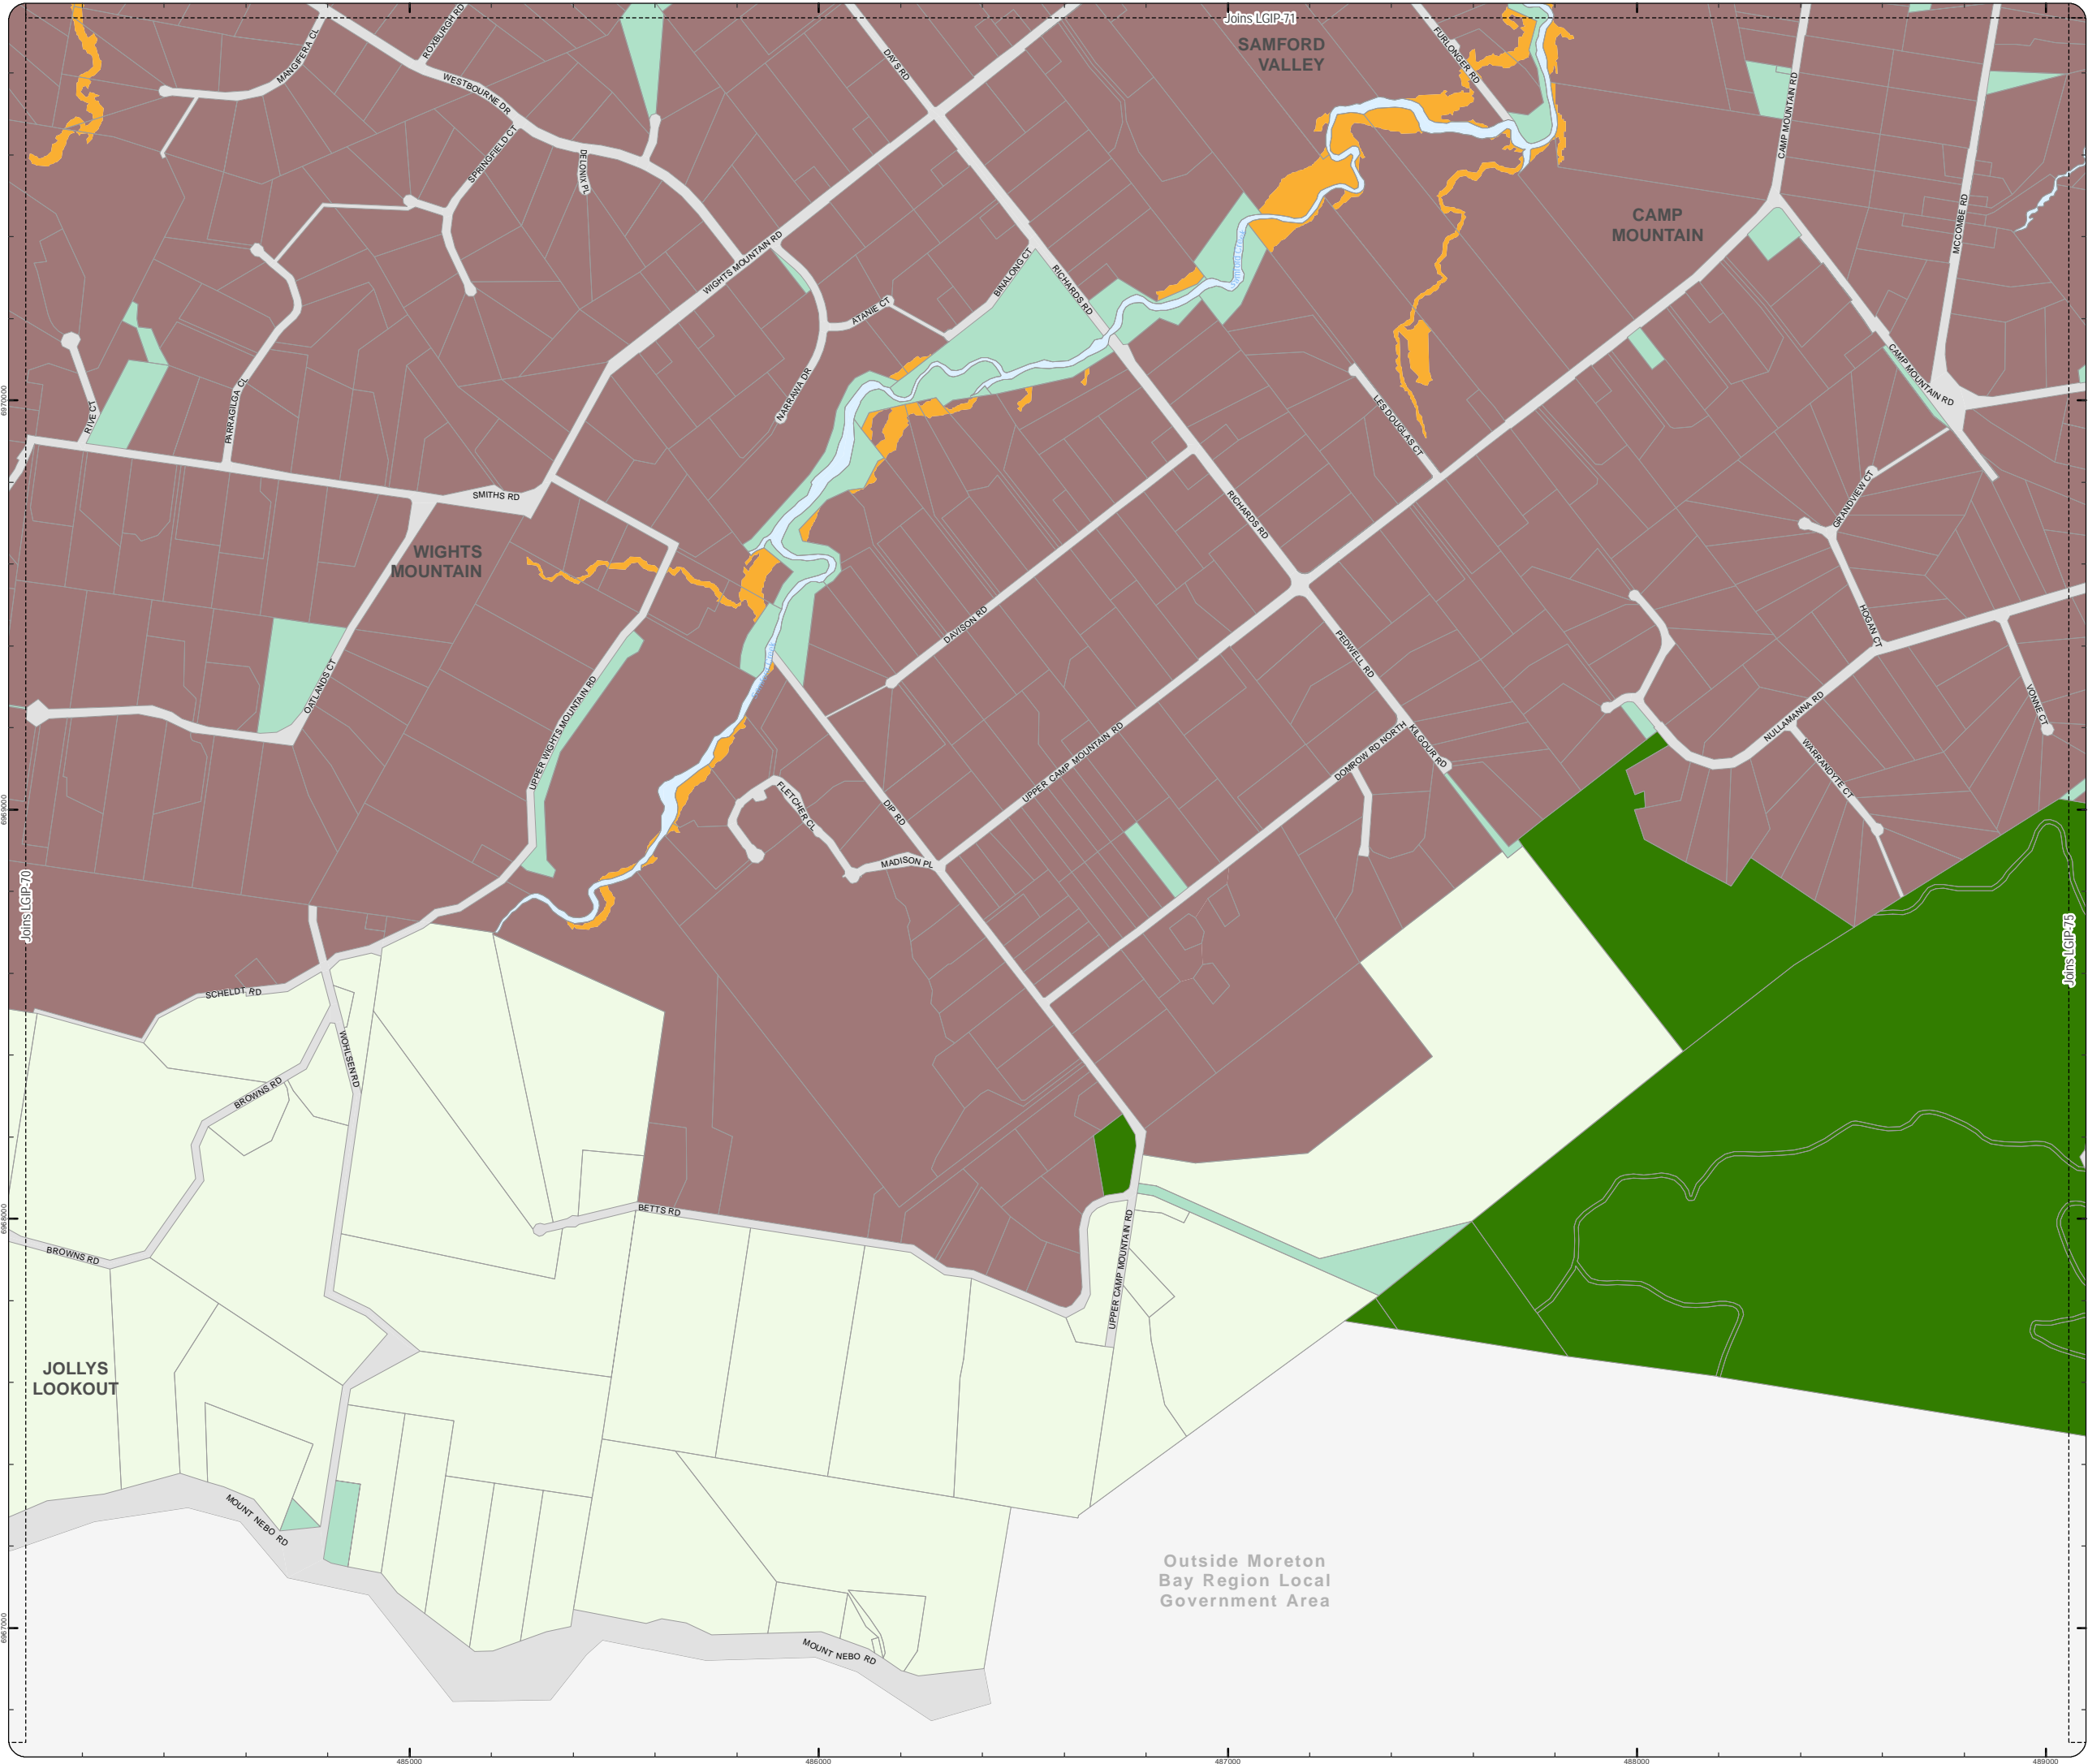 Joins LGIP-71
ROXBURGH RD
MANGIFERA CL
WESTBOURNE DR
SPRINGFIELD CT
DELONIX PL
DAYS RD
SAMFORD
VALLEY
FURLONGER RD
CAMP MOUNTAIN RD
MCCOMBE RD
CAMP
MOUNTAIN
WIGHTS MOUNTAIN RD
BINALONG CT
RICHARDS RD
ATANIE CT
NARRAWA DR
CAMP MOUNTAIN RD
6970000
RIVE CT
PARRAGILGA CL
LES DOUGLAS CT
SMITHS RD
RICHARDS RD
GRANDVIEW CT
WIGHTS
MOUNTAIN
DAVISON RD
HOGAN CT
PEDWELL RD
OATLANDS CT
UPPER WIGHTS MOUNTAIN RD
NULLAMANNA RD
VONNE CT
UPPER CAMP MOUNTAIN RD
DOMROW RD NORTH
KILGOUR RD
WARRANDYTE CT
6969000
FLETCHER CL
DIP RD
MADISON PL
Joins LGIP-70
Joins LGIP-75
SCHELDT RD
WOHLSEN RD
BROWNS RD
6968000
BETTS RD
BROWNS RD
UPPER CAMP MOUNTAIN RD
JOLLYS
LOOKOUT
MOUNT NEBO RD
Outside Moreton
Bay Region Local
Government Area
6967000
MOUNT NEBO RD
485000
486000
487000
488000
489000